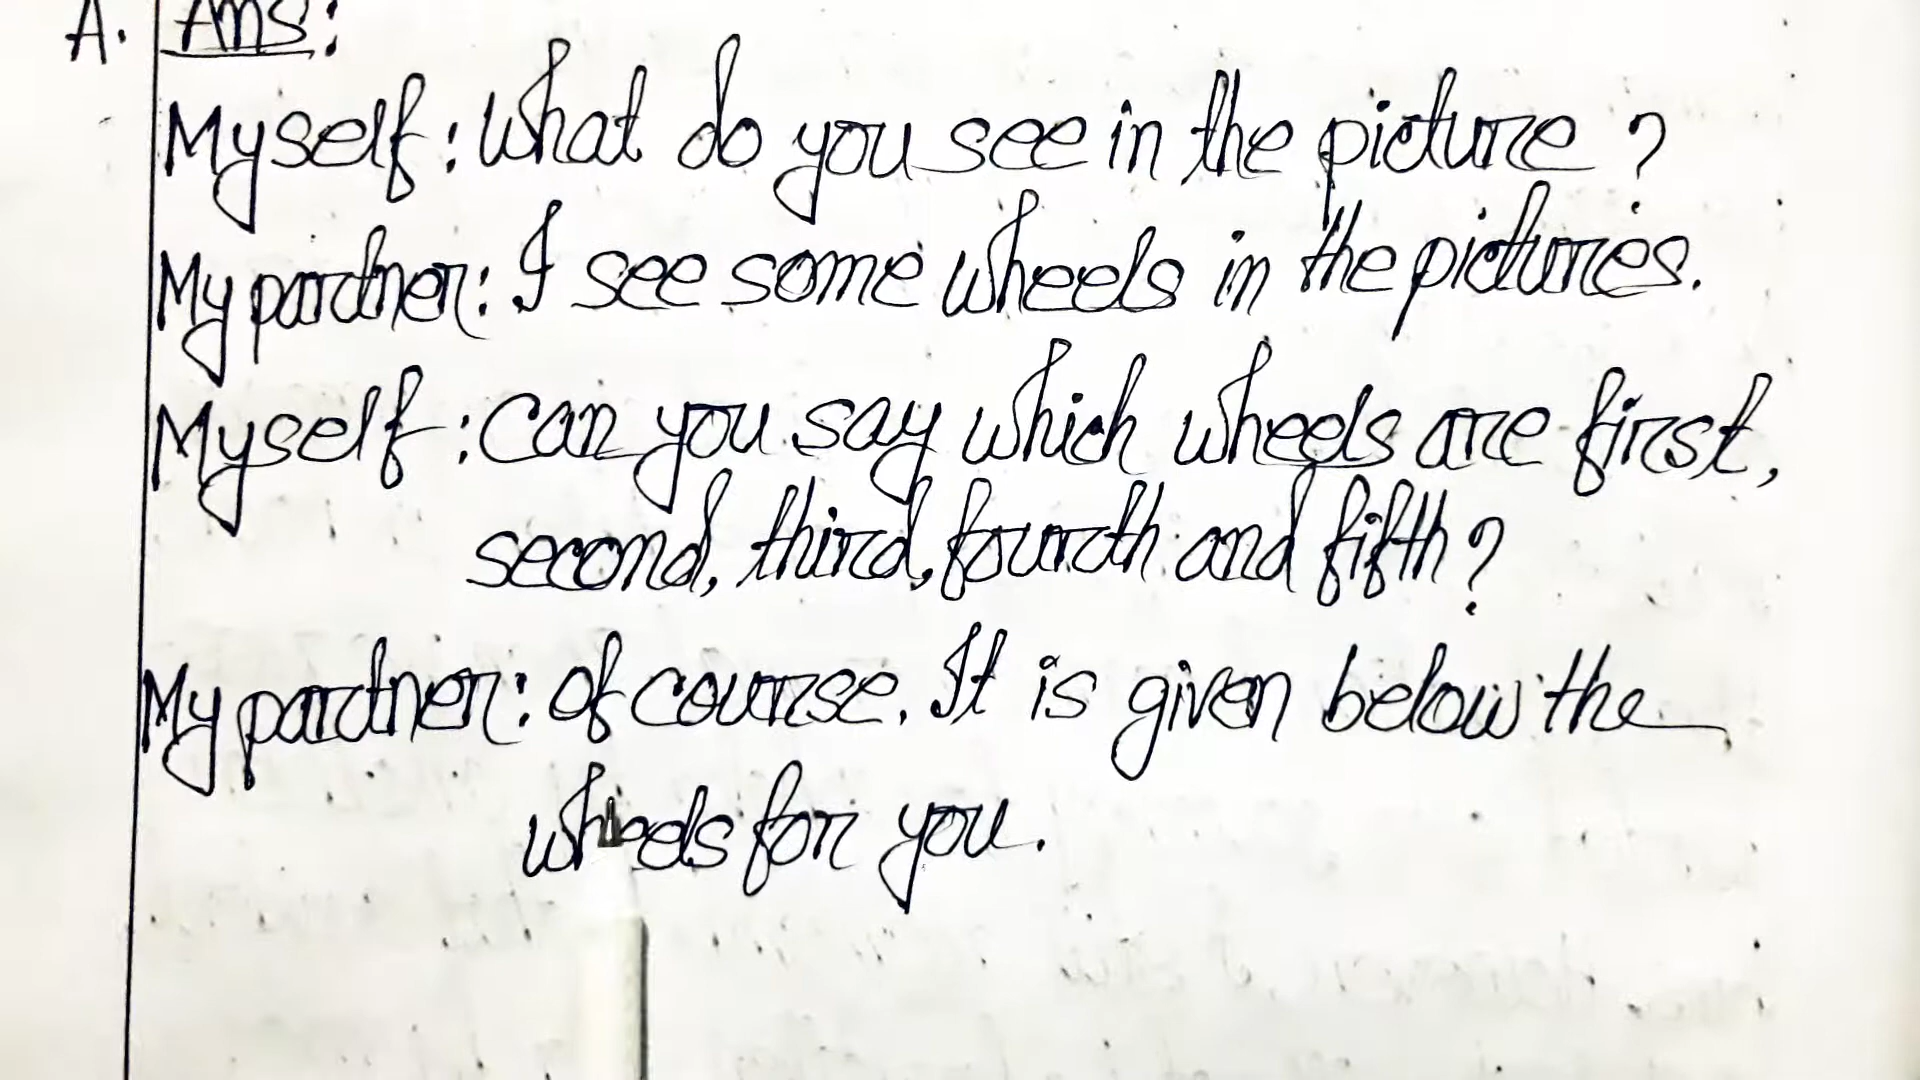 A. Ans:
Myself: What do you see in the picture?
My partner: I see some wheels in the pictures.
Myself: Can you say which wheels are first,
second, third, fourth and fifth?
My partner: of course. It is given below the
wheels for you.